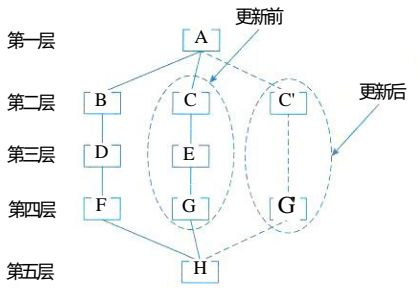 更新前
第一层 A
第二层 B C C' 更新后
第三层 D E
第四层 F G G'
第五层 H